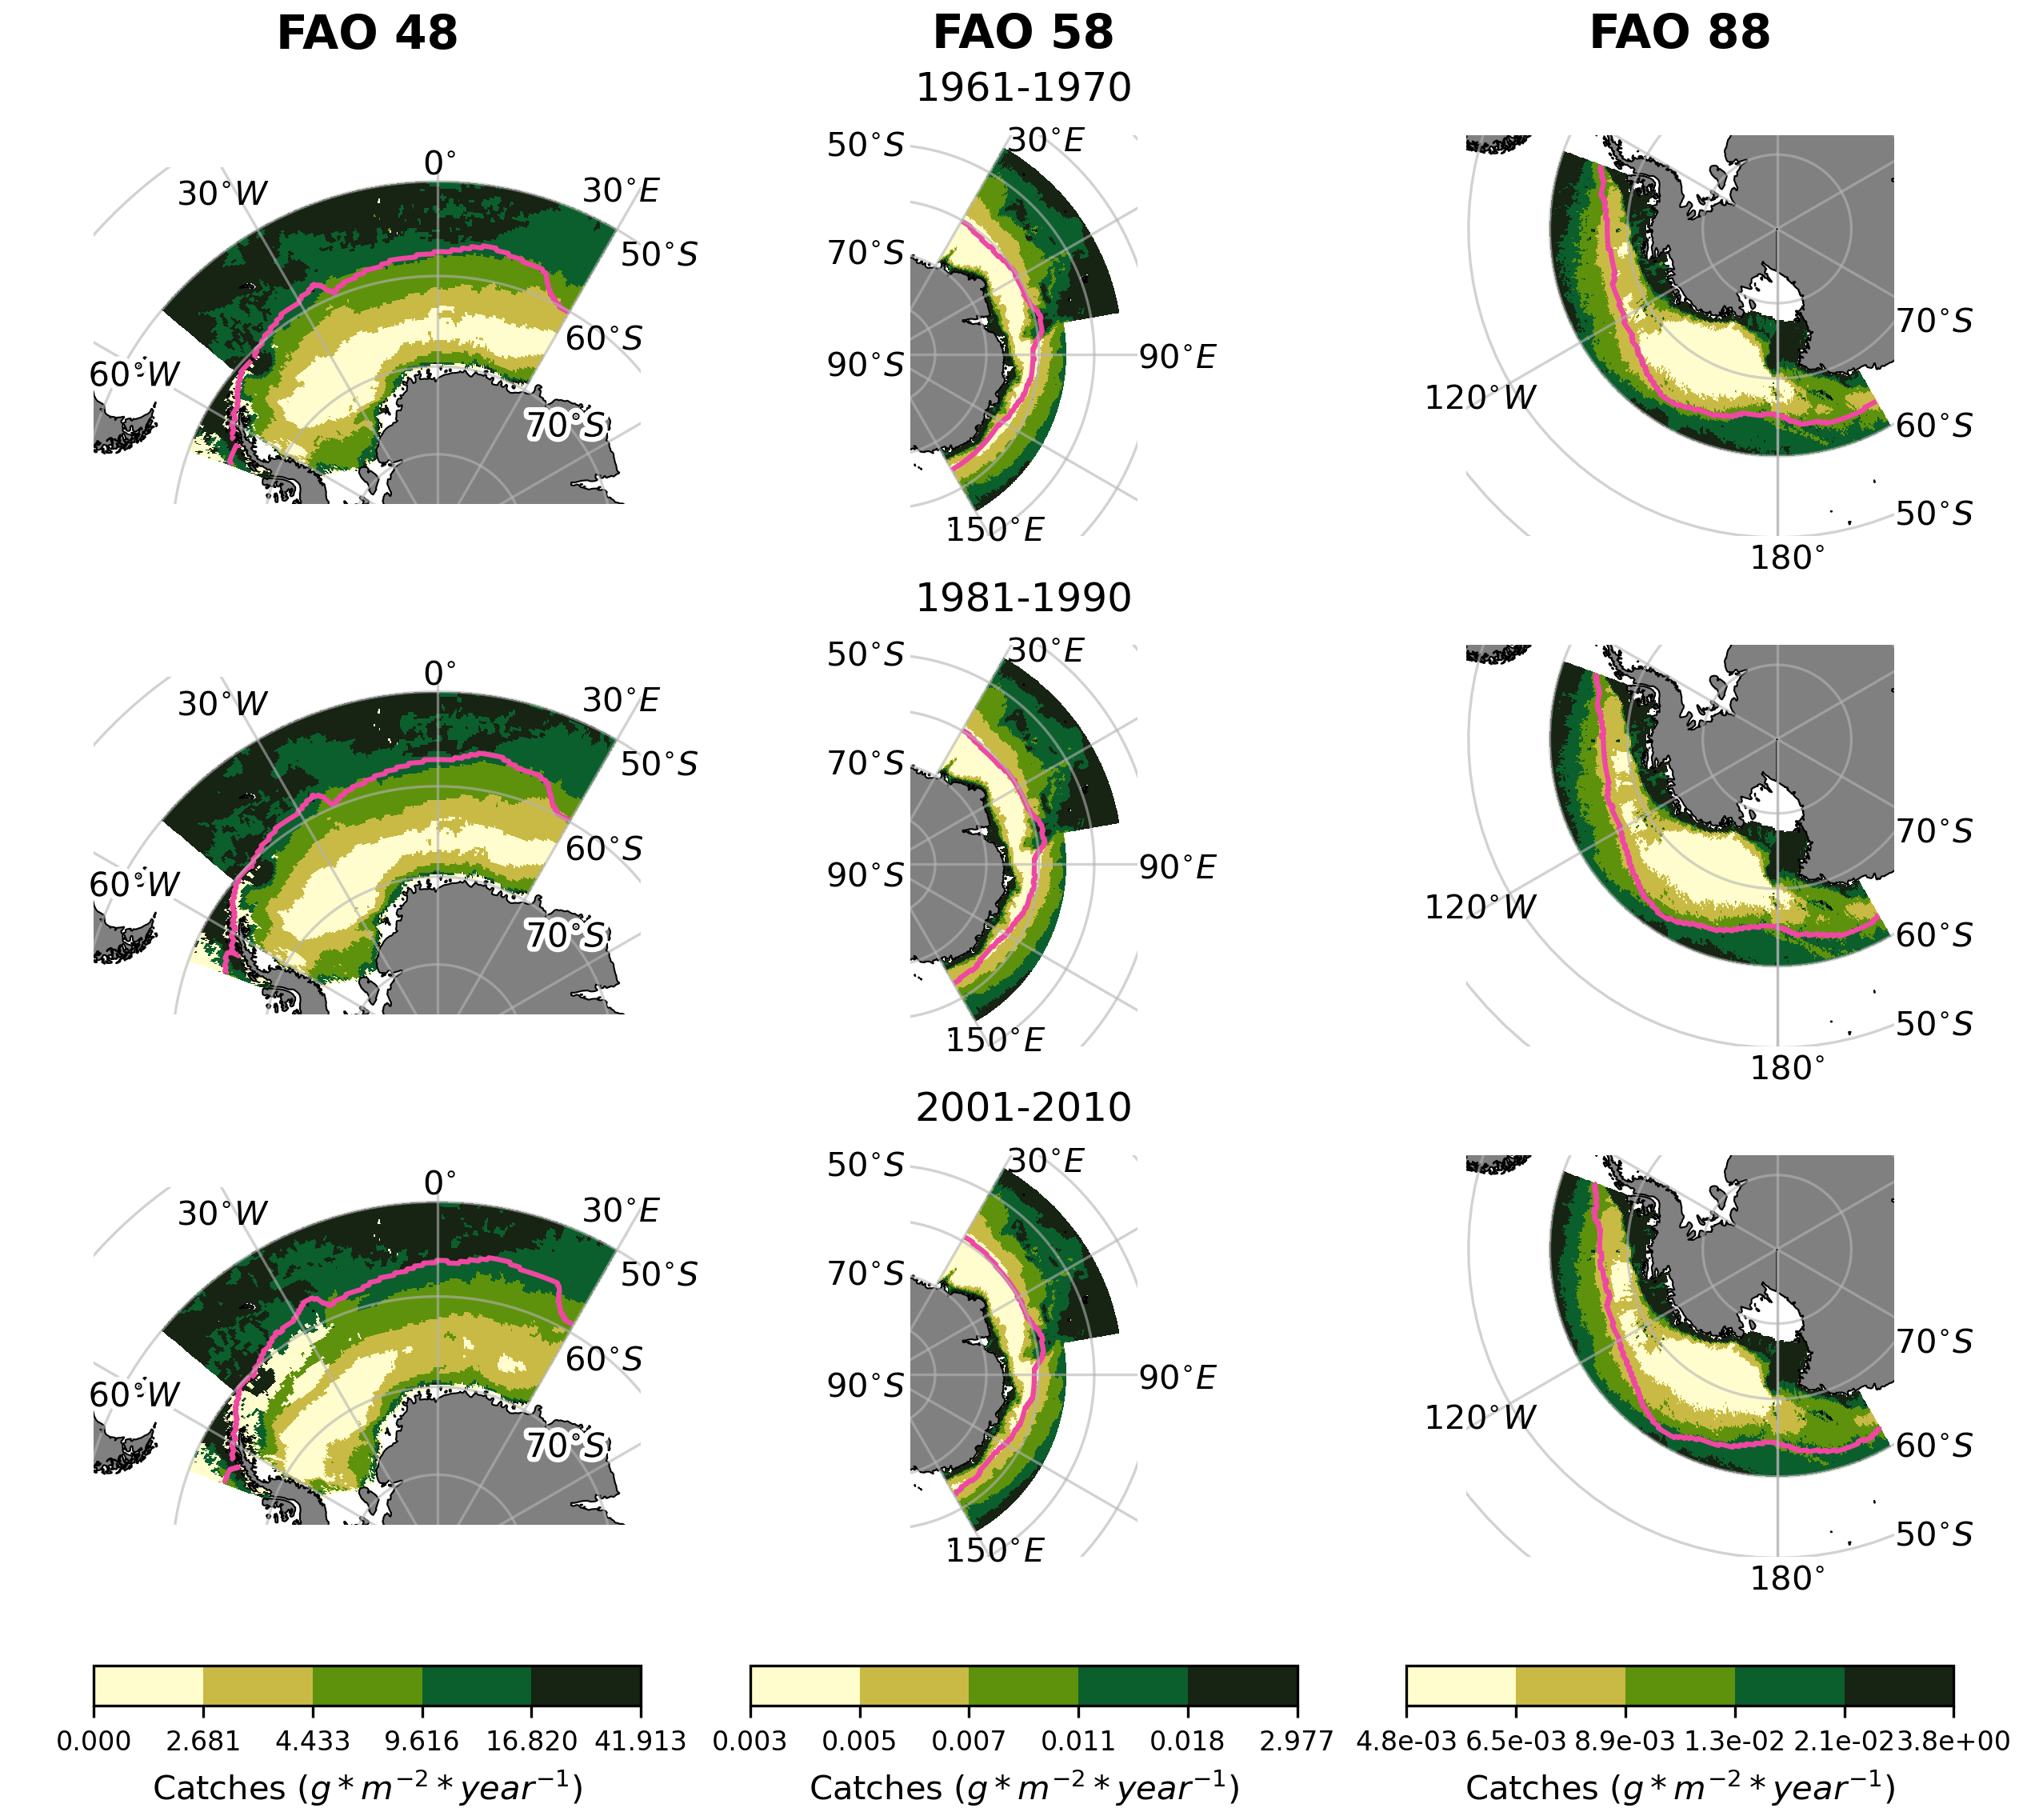 FAO 48 FAO 58 FAO 88
1961-1970
0° 30°W 30°E 50°S 60°S 60°W 70°S
50°S 30°E 70°S 90°S 90°E 150°E
70°S 120°W 60°S 50°S 180°
1981-1990
0° 30°W 30°E 50°S 60°S 60°W 70°S
50°S 30°E 70°S 90°S 90°E 150°E
70°S 120°W 60°S 50°S 180°
2001-2010
0° 30°W 30°E 50°S 60°S 60°W 70°S
50°S 30°E 70°S 90°S 90°E 150°E
70°S 120°W 60°S 50°S 180°
0.000 2.681 4.433 9.616 16.820 41.913
Catches (g∗m⁻²∗year⁻¹)
0.003 0.005 0.007 0.011 0.018 2.977
Catches (g∗m⁻²∗year⁻¹)
4.8e-03 6.5e-03 8.9e-03 1.3e-02 2.1e-02 3.8e+00
Catches (g∗m⁻²∗year⁻¹)